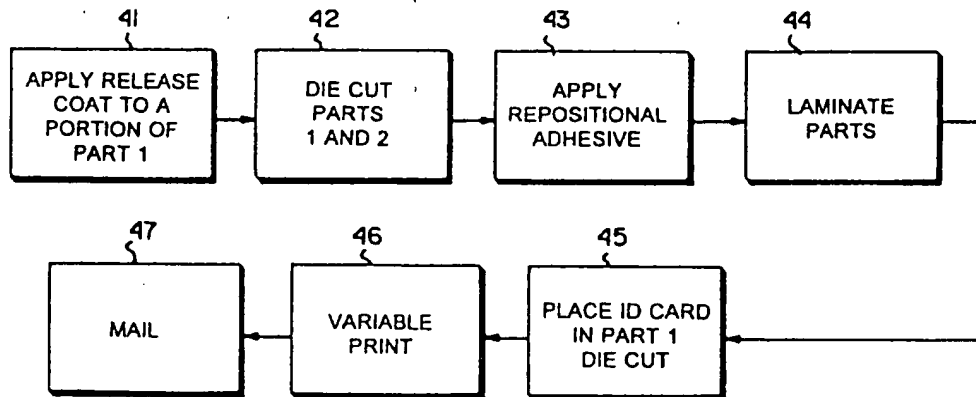 41
APPLY RELEASE
COAT TO A
PORTION OF
PART 1
42
DIE CUT
PARTS
1 AND 2
43
APPLY
REPOSITIONAL
ADHESIVE
44
LAMINATE
PARTS
45
PLACE ID CARD
IN PART 1
DIE CUT
46
VARIABLE
PRINT
47
MAIL